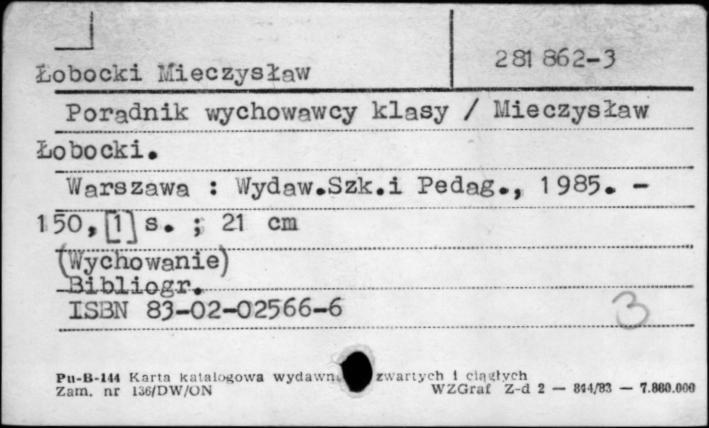 281862-3
Łobocki Mieczysław
Poradnik wychowawcy klasy / Mieczysław
Łobocki.
Warszawa : Wydaw.Szk.i Pedag., 1985. -
150, [1] s. ; 21 cm
(Wychowanie)
Bibliogr.
ISBN 83-02-02566-6
3
Pu-B-144 Karta katalogowa wydawn zwartych i ciągłych
Zam. nr 136/DW/ON WZGraf Z-d 2 — 844/83 — 7.860.000